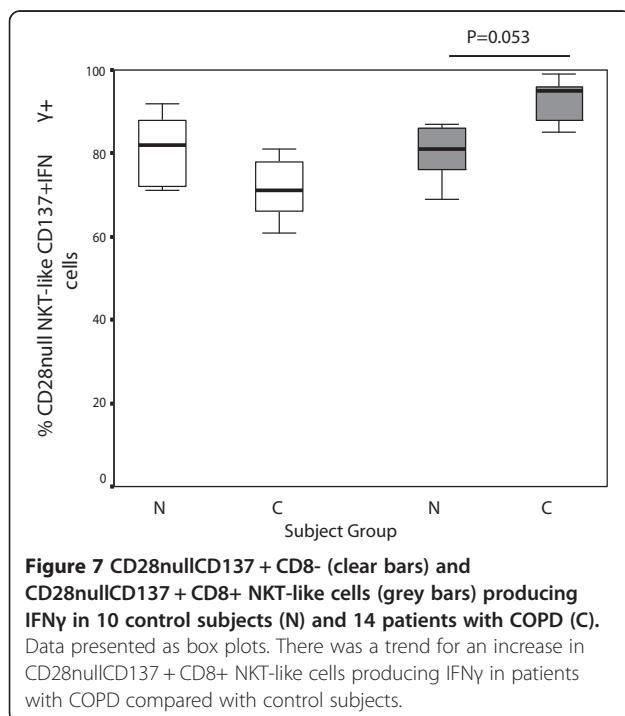 P=0.053
% CD28null NKT-like CD137+IFN γ+
cells
100
80
60
40
20
0
N C N C
Subject Group
Figure 7 CD28nullCD137 + CD8- (clear bars) and
CD28nullCD137 + CD8+ NKT-like cells (grey bars) producing
IFNγ in 10 control subjects (N) and 14 patients with COPD (C).
Data presented as box plots. There was a trend for an increase in
CD28nullCD137 + CD8+ NKT-like cells producing IFNγ in patients
with COPD compared with control subjects.